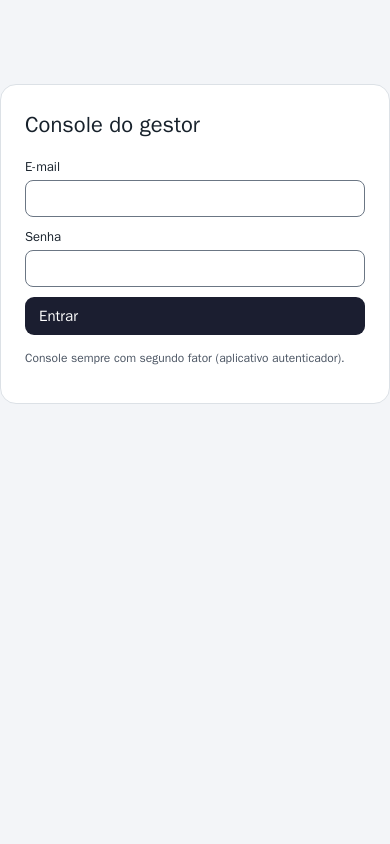 Console do gestor
E-mail
Senha
Entrar
Console sempre com segundo fator (aplicativo autenticador).